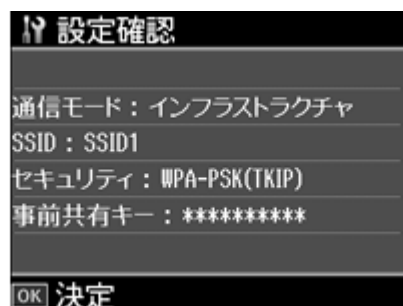 設定確認
通信モード：インフラストラクチャ
SSID：SSID1
セキュリティ：WPA-PSK(TKIP)
事前共有キー：**********
OK 決定